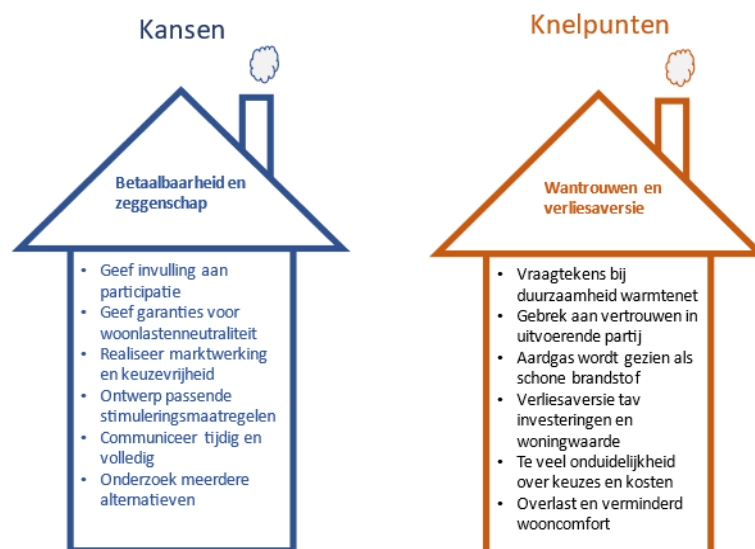 Kansen
Betaalbaarheid en
zeggenschap
• Geef invulling aan
participatie
• Geef garanties voor
woonlastenneutraliteit
• Realiseer marktwerking
en keuzevrijheid
• Ontwerp passende
stimuleringsmaatregelen
• Communiceer tijdig en
volledig
• Onderzoek meerdere
alternatieven
Knelpunten
Wantrouwen en
verliesaversie
• Vraagtekens bij
duurzaamheid warmtenet
• Gebrek aan vertrouwen in
uitvoerende partij
• Aardgas wordt gezien als
schone brandstof
• Verliesaversie tav
investeringen en
woningwaarde
• Te veel onduidelijkheid
over keuzes en kosten
• Overlast en verminderd
wooncomfort